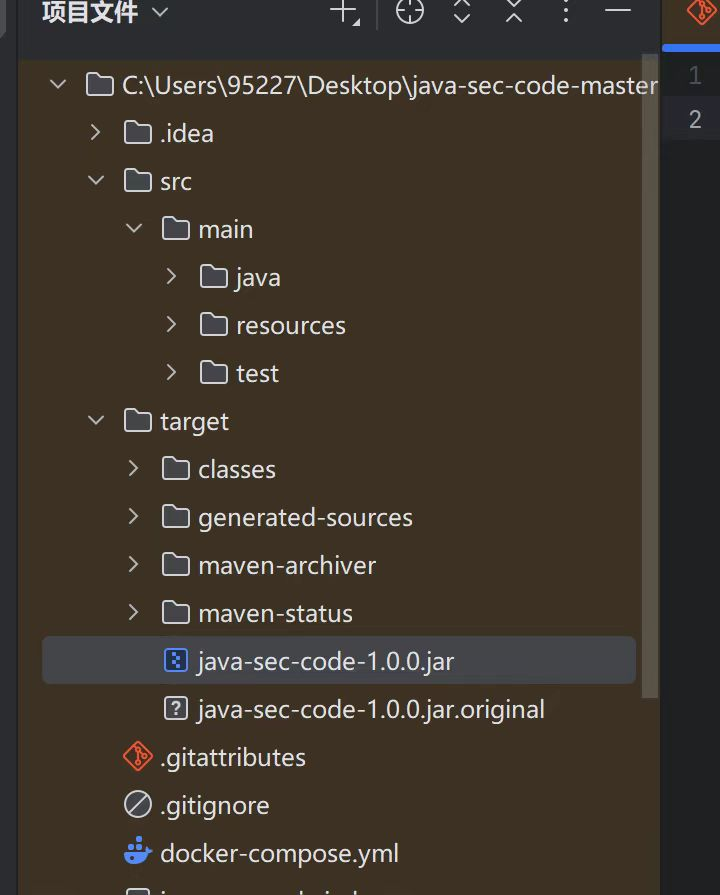 项目文件
C:\Users\95227\Desktop\java-sec-code-master
.idea
src
main
java
resources
test
target
classes
generated-sources
maven-archiver
maven-status
java-sec-code-1.0.0.jar
java-sec-code-1.0.0.jar.original
.gitattributes
.gitignore
docker-compose.yml
1
2